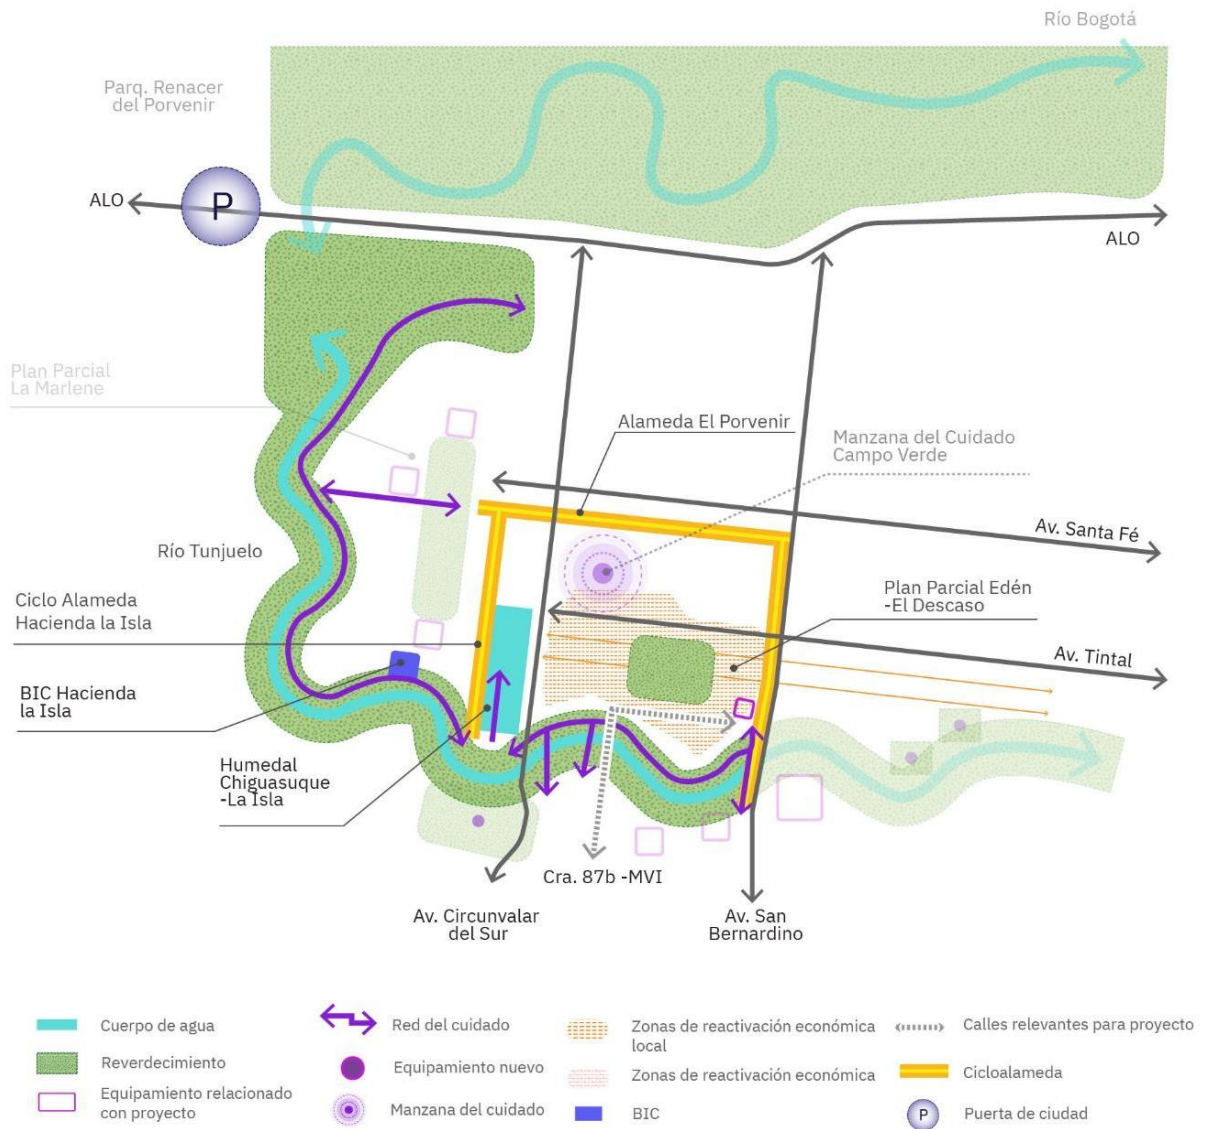 Río Bogotá
Parq. Renacer
del Porvenir
P
ALO
ALO
Plan Parcial
La Marlene
Alameda El Porvenir
Manzana del Cuidado
Campo Verde
Av. Santa Fé
Río Tunjuelo
Plan Parcial Edén
-El Descaso
Ciclo Alameda
Hacienda la Isla
Av. Tintal
BIC Hacienda
la Isla
Humedal
Chiguasuque
-La Isla
Cra. 87b -MVI
Av. Circunvalar
del Sur
Av. San
Bernardino
Cuerpo de agua
Reverdecimiento
Equipamiento relacionado
con proyecto
Red del cuidado
Equipamiento nuevo
Manzana del cuidado
Zonas de reactivación económica
local
Zonas de reactivación económica
BIC
Calles relevantes para proyecto
Cicloalameda
P
Puerta de ciudad